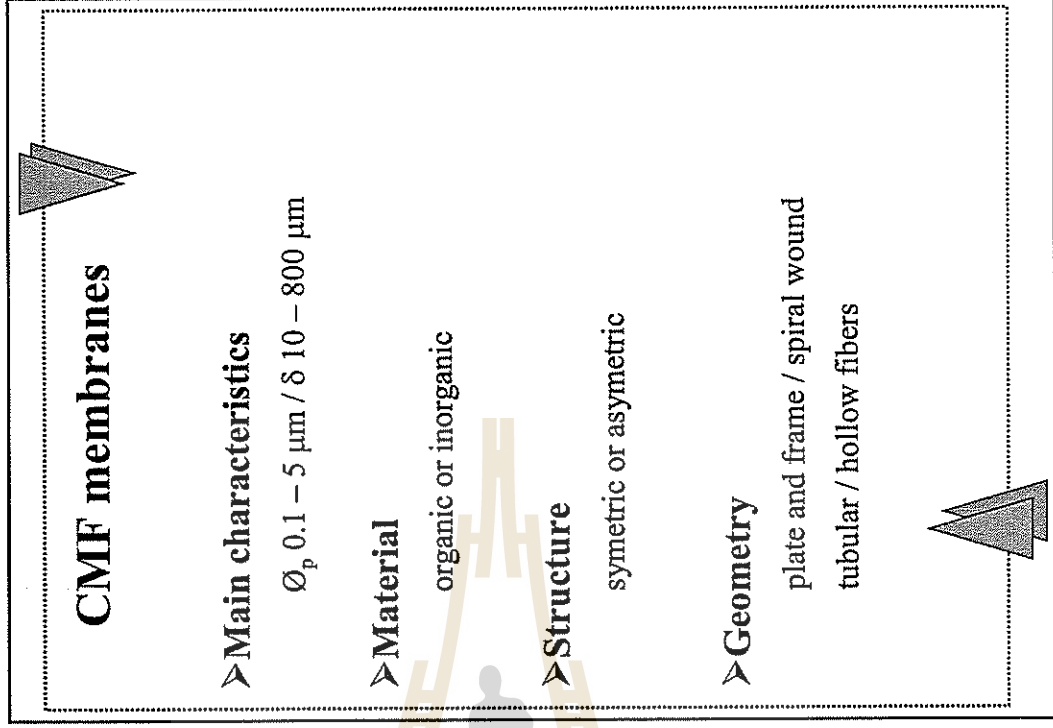 CMF membranes
➢Main characteristics
Øp 0.1 – 5 µm / δ 10 – 800 µm
➢Material
organic or inorganic
➢Structure
symetric or asymetric
➢Geometry
plate and frame / spiral wound
tubular / hollow fibers